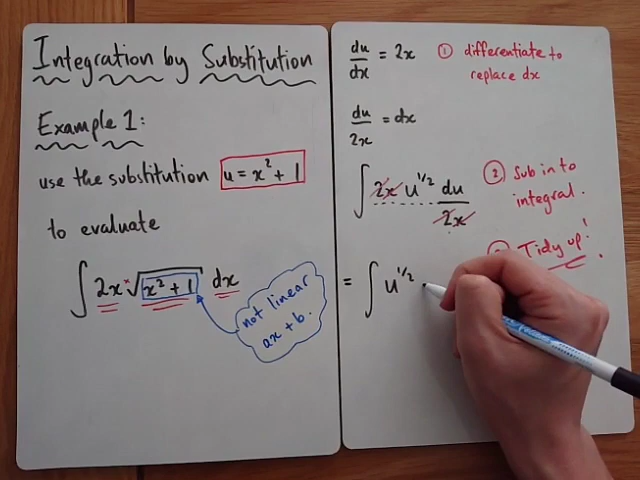 Integration by Substitution
Example 1:
use the substitution u = x² + 1
to evaluate
∫ 2x × √(x² + 1) dx
not linear
ax + b.
du/dx = 2x
① differentiate to
replace dx
du/2x = dx
∫ 2x u^(1/2) du/2x
② Sub in to
integral.
Tidy up!
= ∫ u^(1/2)